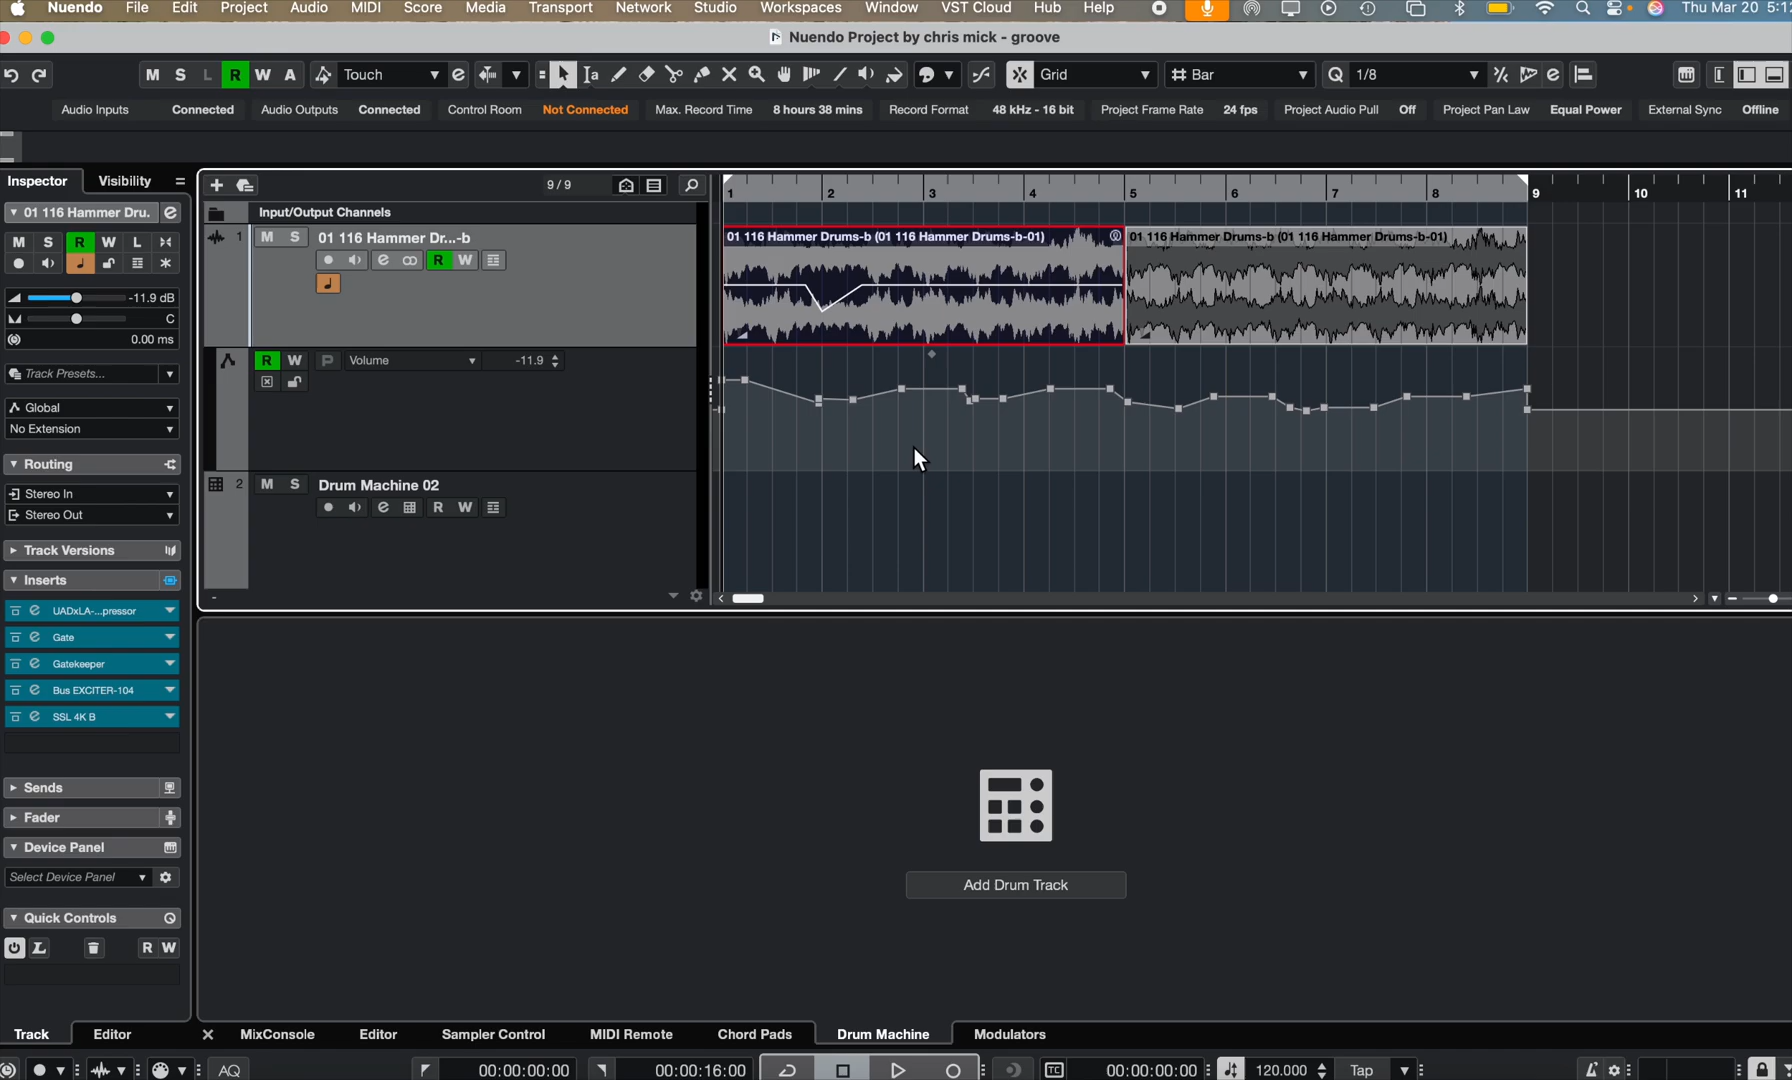 Nuendo File Edit Project Audio MIDI Score Media Transport Network Studio Workspaces Window VST Cloud Hub Help Thu Mar 20 5:12
Nuendo Project by chris mick - groove
M S L R W A Touch Grid Bar Q 1/8
Audio Inputs Connected Audio Outputs Connected Control Room Not Connected Max. Record Time 8 hours 38 mins Record Format 48 kHz - 16 bit Project Frame Rate 24 fps Project Audio Pull Off Project Pan Law Equal Power External Sync Offline
Inspector Visibility 9/9 1 2 3 4 5 6 7 8 9 10 11
01 116 Hammer Dru. Input/Output Channels
M S R W L 1 M S 01 116 Hammer Dr...-b 01 116 Hammer Drums-b (01 116 Hammer Drums-b-01) 01 116 Hammer Drums-b (01 116 Hammer Drums-b-01)
R W
-11.9 dB
C
0.00 ms
R W P Volume -11.9
Track Presets...
Global
No Extension
Routing
2 M S Drum Machine 02
Stereo In
R W
Stereo Out
Track Versions
Inserts
UADxLA-...pressor
Gate
Gatekeeper
Bus EXCITER-104
SSL 4K B
Sends
Fader
Device Panel
Select Device Panel
Add Drum Track
Quick Controls
L R W
Track Editor MixConsole Editor Sampler Control MIDI Remote Chord Pads Drum Machine Modulators
AQ 00:00:00:00 00:00:16:00 TC 00:00:00:00 120.000 Tap